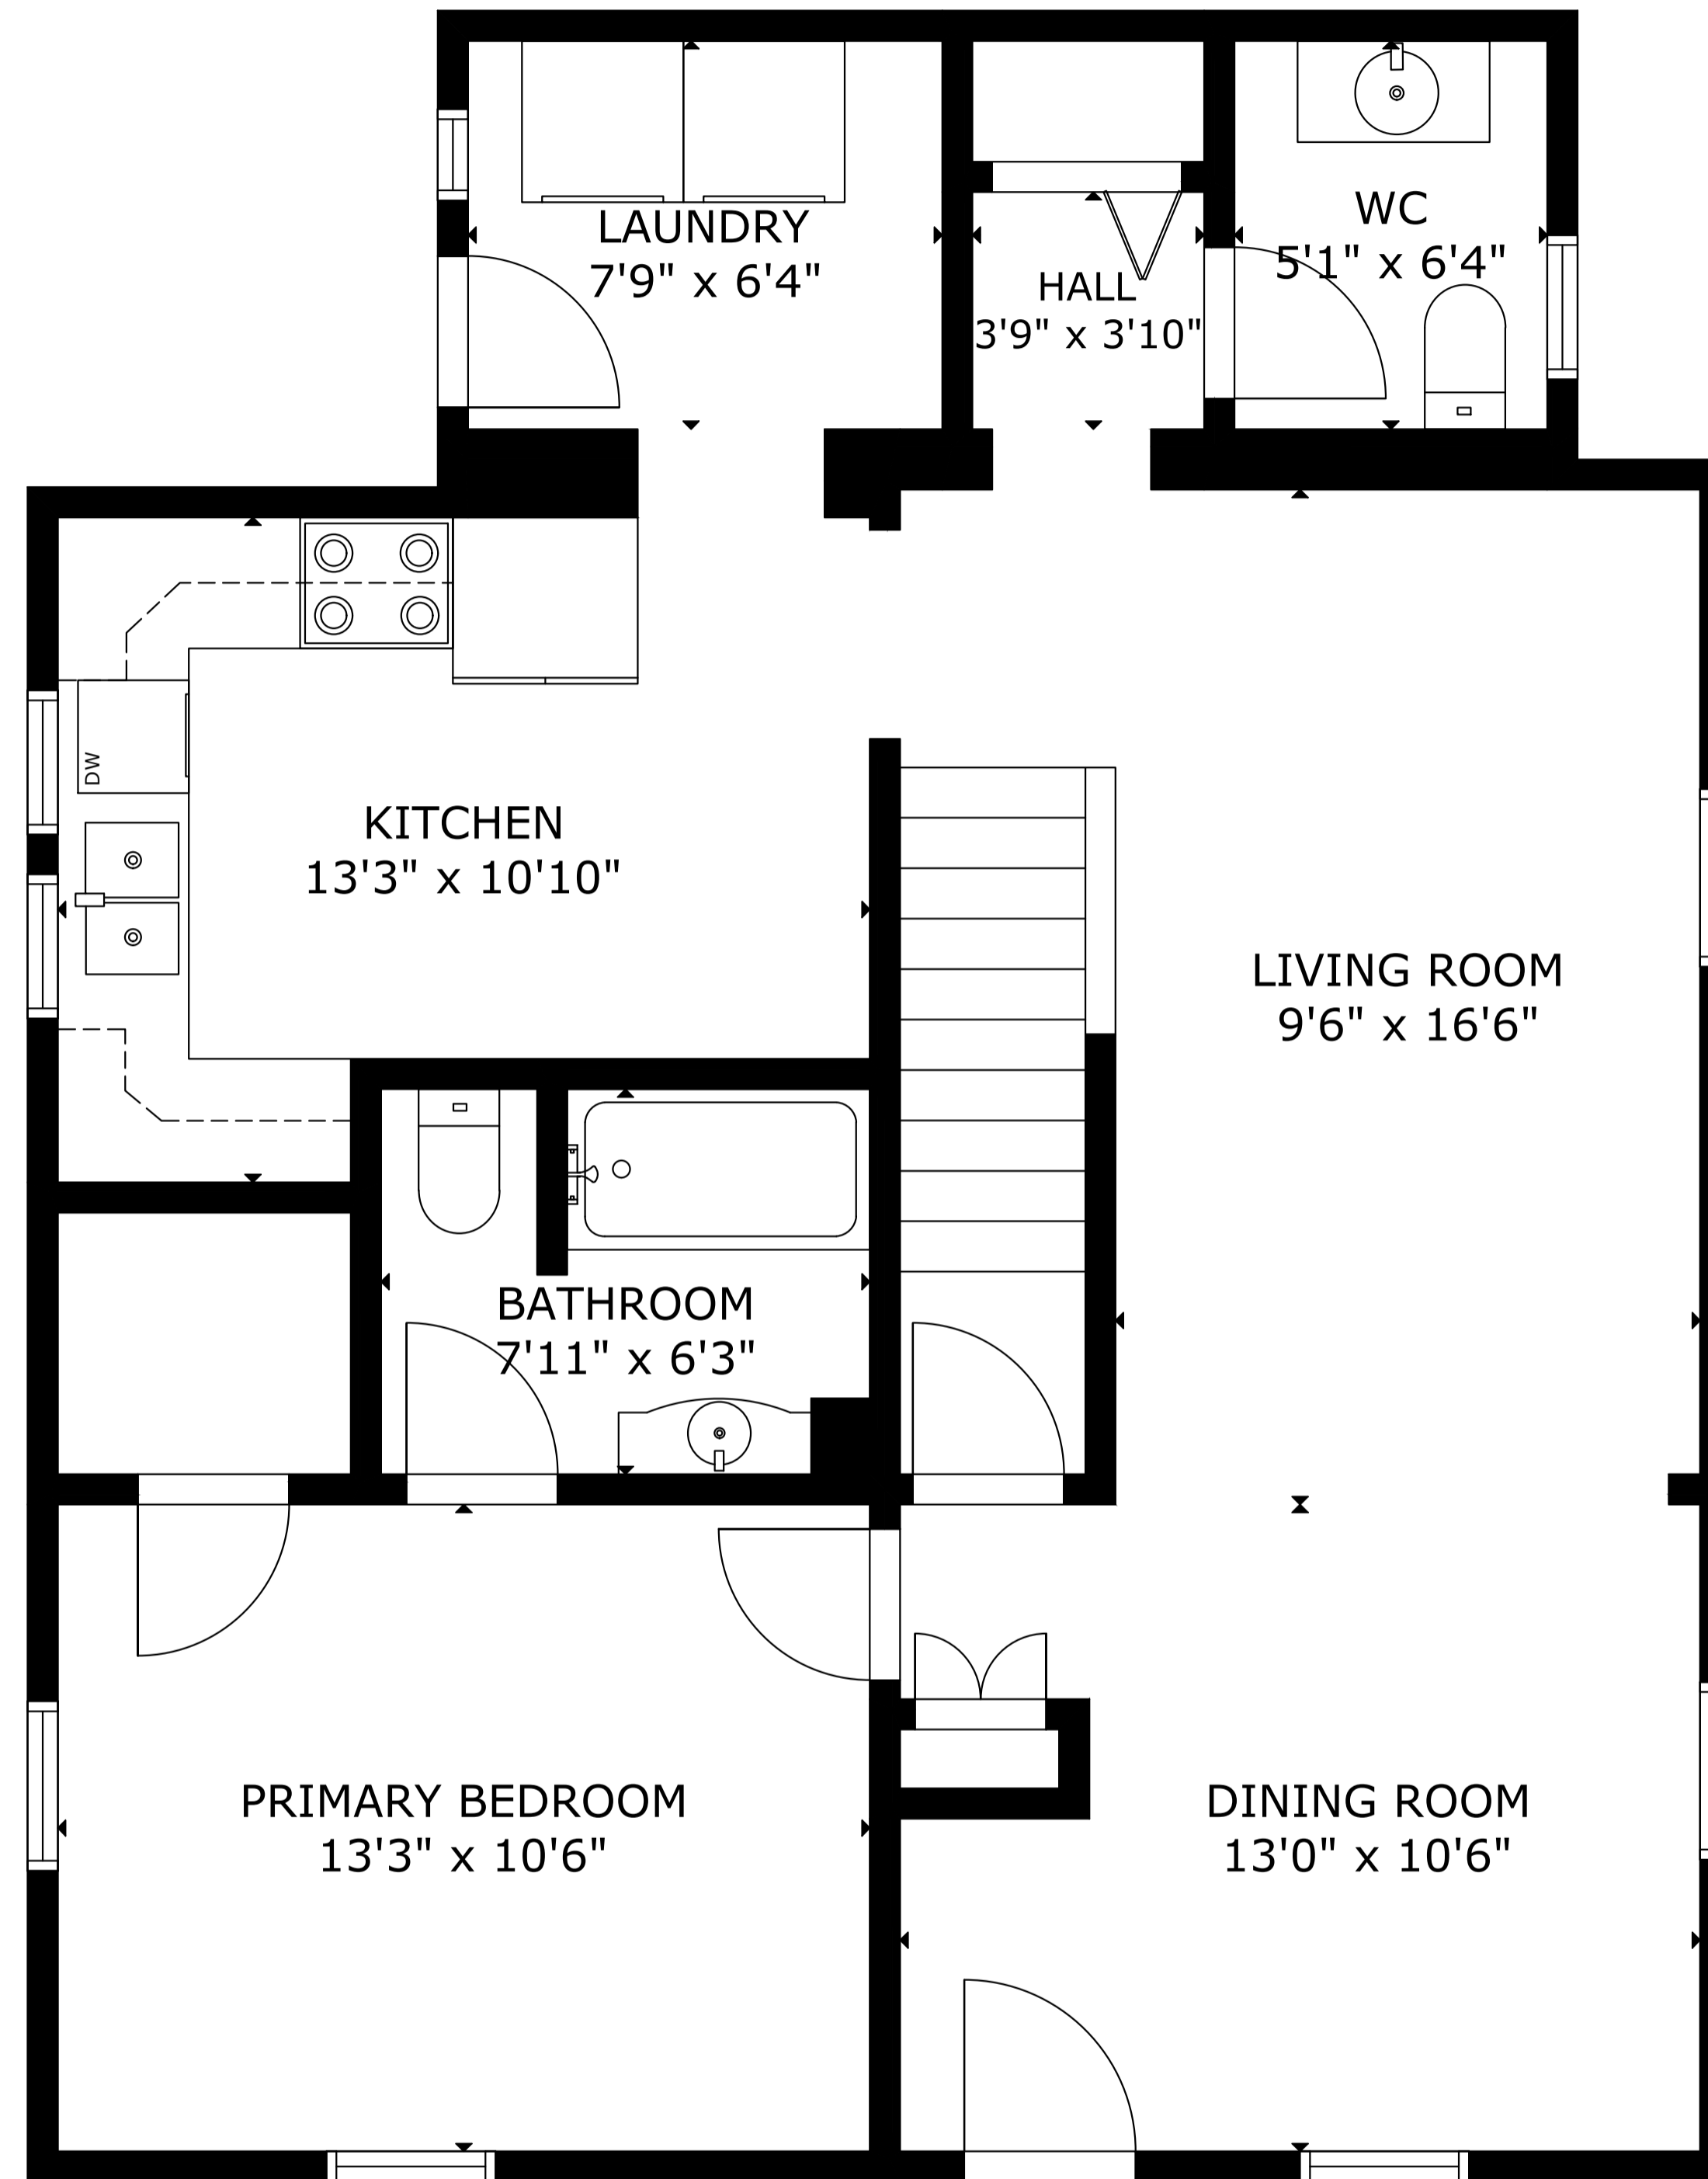 LAUNDRY
7'9" x 6'4"
HALL
3'9" x 3'10"
WC
5'1" x 6'4"
DW
KITCHEN
13'3" x 10'10"
LIVING ROOM
9'6" x 16'6"
BATHROOM
7'11" x 6'3"
PRIMARY BEDROOM
13'3" x 10'6"
DINING ROOM
13'0" x 10'6"